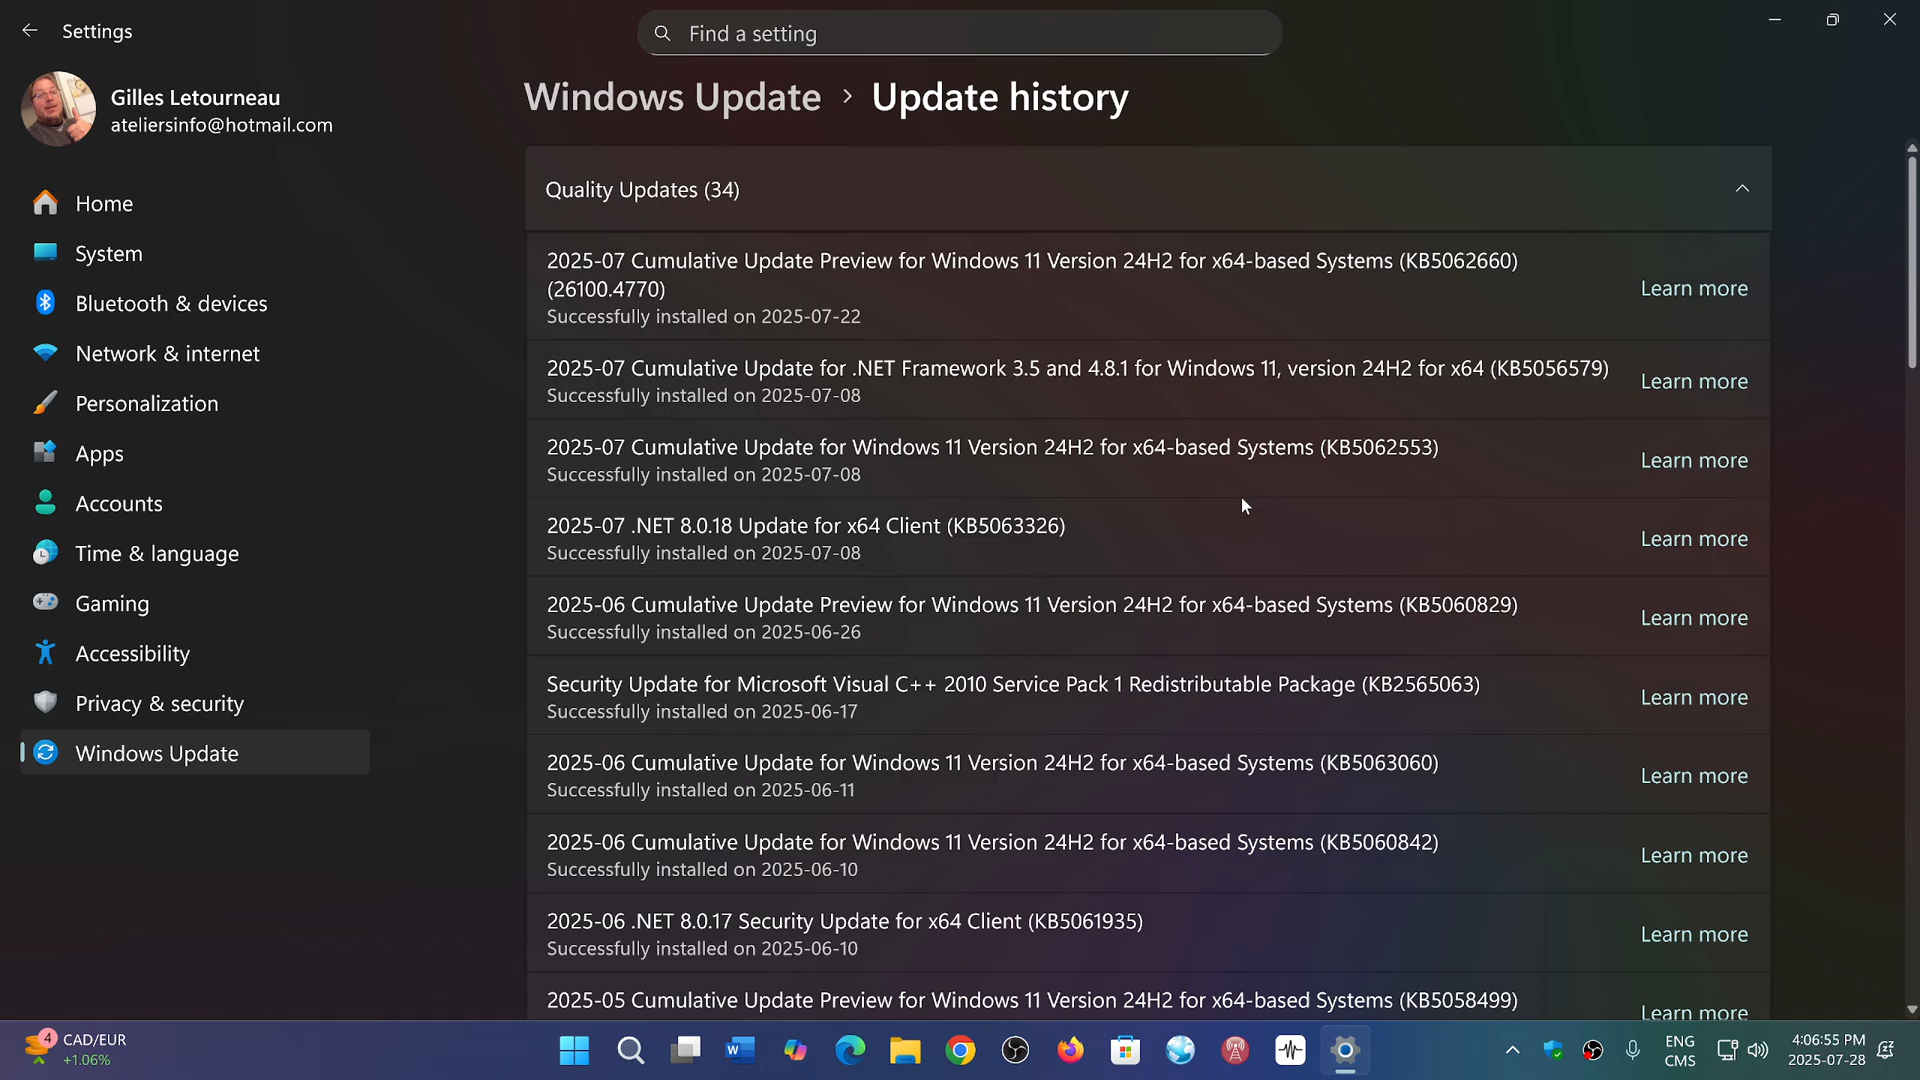 Settings
Find a setting
Gilles Letourneau
ateliersinfo@hotmail.com
Home
System
Bluetooth & devices
Network & internet
Personalization
Apps
Accounts
Time & language
Gaming
Accessibility
Privacy & security
Windows Update
Windows Update > Update history
Quality Updates (34)
2025-07 Cumulative Update Preview for Windows 11 Version 24H2 for x64-based Systems (KB5062660)
(26100.4770)
Successfully installed on 2025-07-22
Learn more
2025-07 Cumulative Update for .NET Framework 3.5 and 4.8.1 for Windows 11, version 24H2 for x64 (KB5056579)
Successfully installed on 2025-07-08
Learn more
2025-07 Cumulative Update for Windows 11 Version 24H2 for x64-based Systems (KB5062553)
Successfully installed on 2025-07-08
Learn more
2025-07 .NET 8.0.18 Update for x64 Client (KB5063326)
Successfully installed on 2025-07-08
Learn more
2025-06 Cumulative Update Preview for Windows 11 Version 24H2 for x64-based Systems (KB5060829)
Successfully installed on 2025-06-26
Learn more
Security Update for Microsoft Visual C++ 2010 Service Pack 1 Redistributable Package (KB2565063)
Successfully installed on 2025-06-17
Learn more
2025-06 Cumulative Update for Windows 11 Version 24H2 for x64-based Systems (KB5063060)
Successfully installed on 2025-06-11
Learn more
2025-06 Cumulative Update for Windows 11 Version 24H2 for x64-based Systems (KB5060842)
Successfully installed on 2025-06-10
Learn more
2025-06 .NET 8.0.17 Security Update for x64 Client (KB5061935)
Successfully installed on 2025-06-10
Learn more
2025-05 Cumulative Update Preview for Windows 11 Version 24H2 for x64-based Systems (KB5058499)
Learn more
4
CAD/EUR
+1.06%
ENG
CMS
4:06:55 PM
2025-07-28